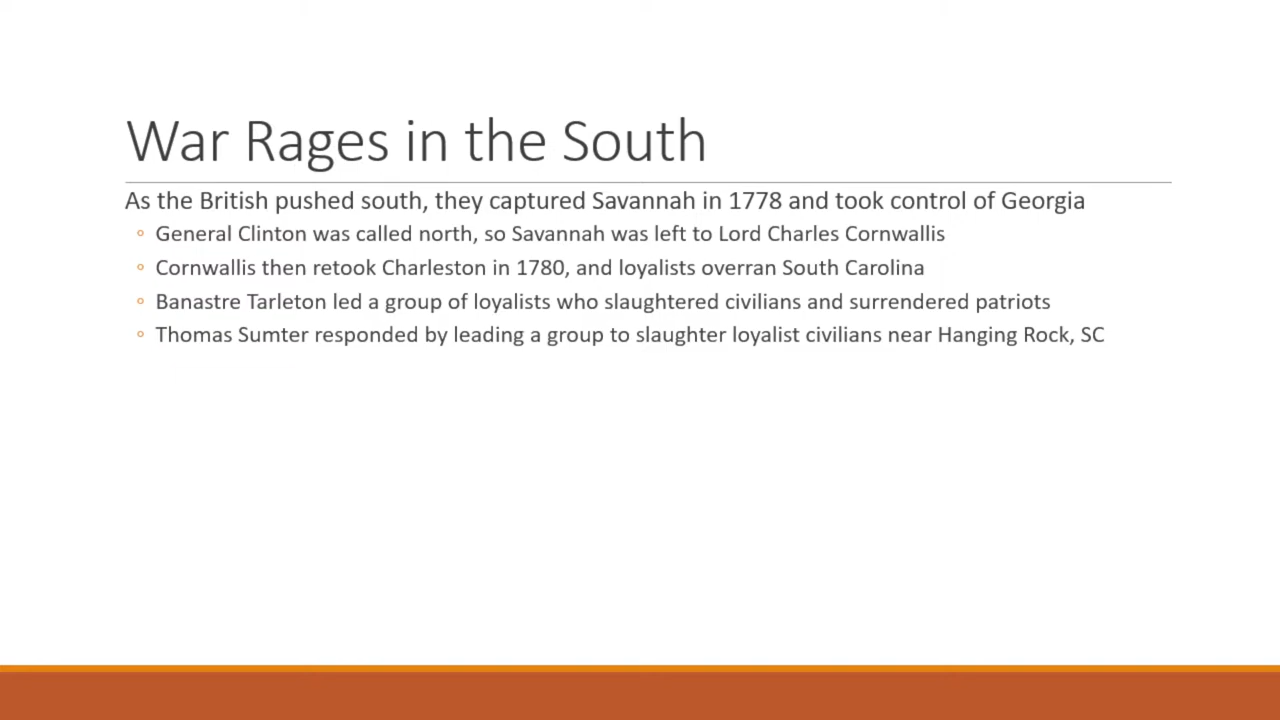 War Rages in the South
As the British pushed south, they captured Savannah in 1778 and took control of Georgia
◦ General Clinton was called north, so Savannah was left to Lord Charles Cornwallis
◦ Cornwallis then retook Charleston in 1780, and loyalists overran South Carolina
◦ Banastre Tarleton led a group of loyalists who slaughtered civilians and surrendered patriots
◦ Thomas Sumter responded by leading a group to slaughter loyalist civilians near Hanging Rock, SC